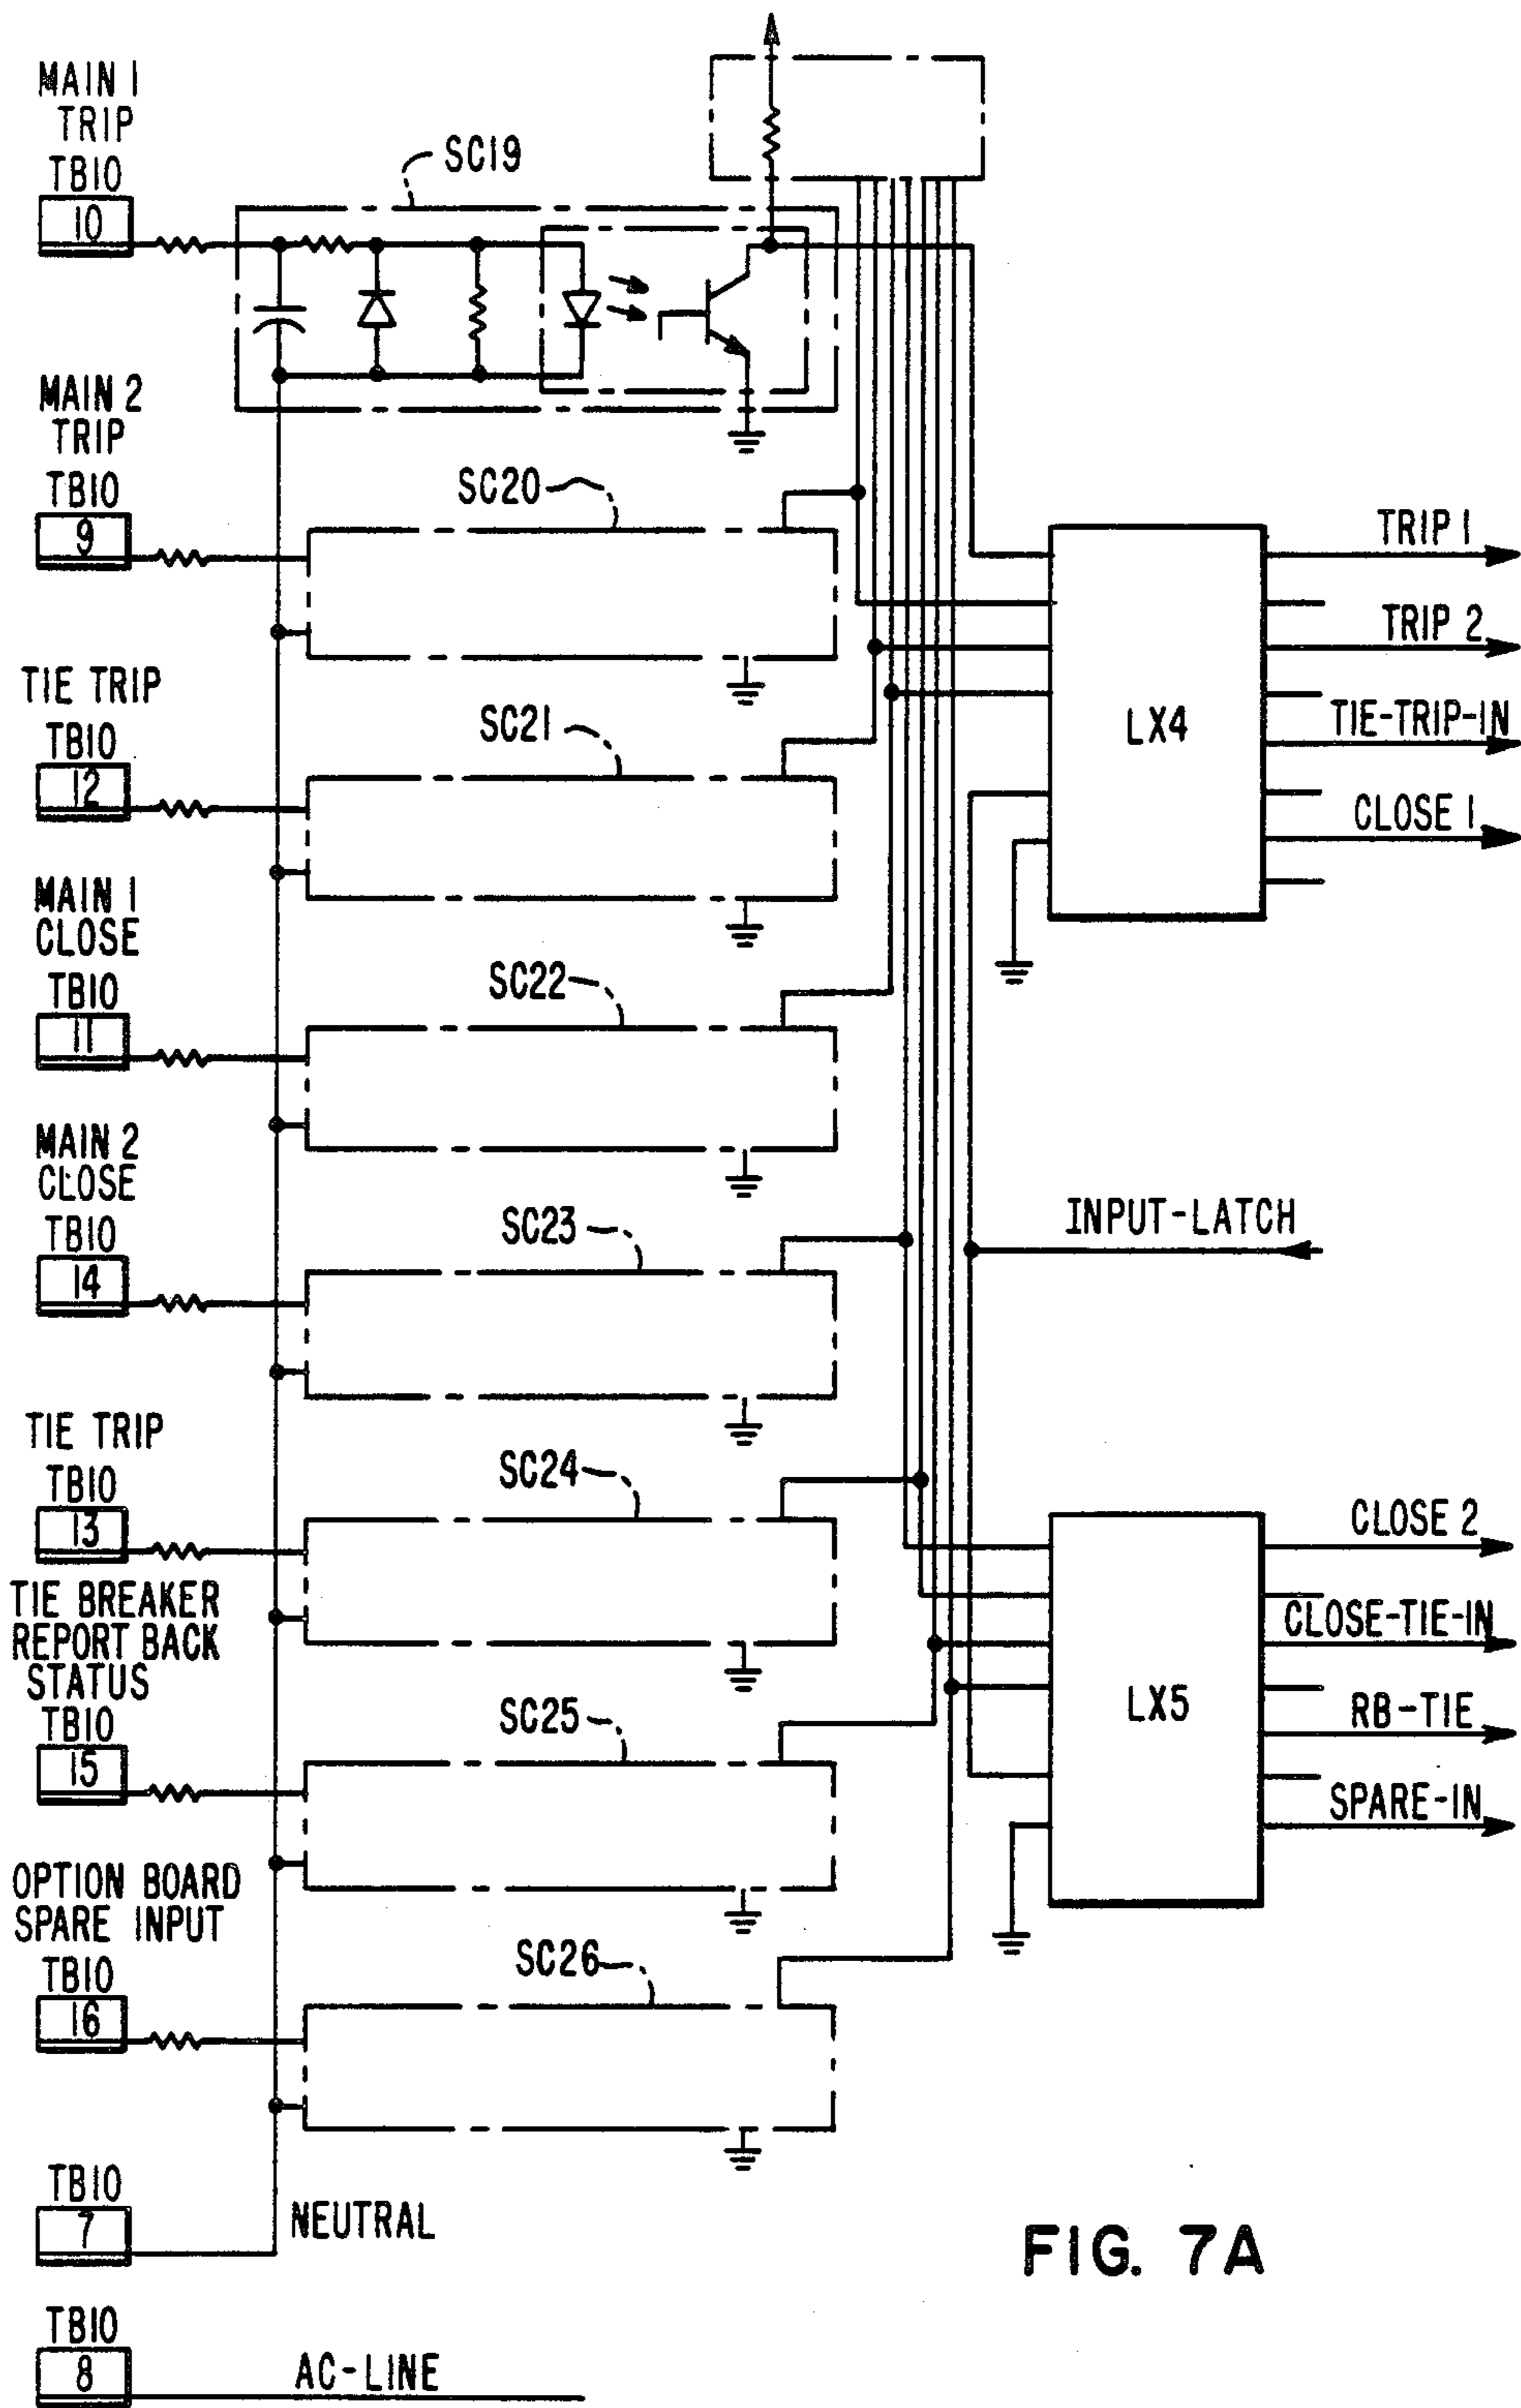 MAIN 1
TRIP
TB10
10
SC19
MAIN 2
TRIP
TB10
9
SC20
TRIP 1
TRIP 2
TIE-TRIP-IN
CLOSE 1
LX4
TIE TRIP
TB10
12
SC21
MAIN 1
CLOSE
TB10
11
SC22
MAIN 2
CLOSE
TB10
14
SC23
INPUT-LATCH
TIE TRIP
TB10
13
SC24
CLOSE 2
CLOSE-TIE-IN
RB-TIE
SPARE-IN
LX5
TIE BREAKER
REPORT BACK
STATUS
TB10
15
SC25
OPTION BOARD
SPARE INPUT
TB10
16
SC26
TB10
7
NEUTRAL
TB10
8
AC-LINE
FIG. 7A